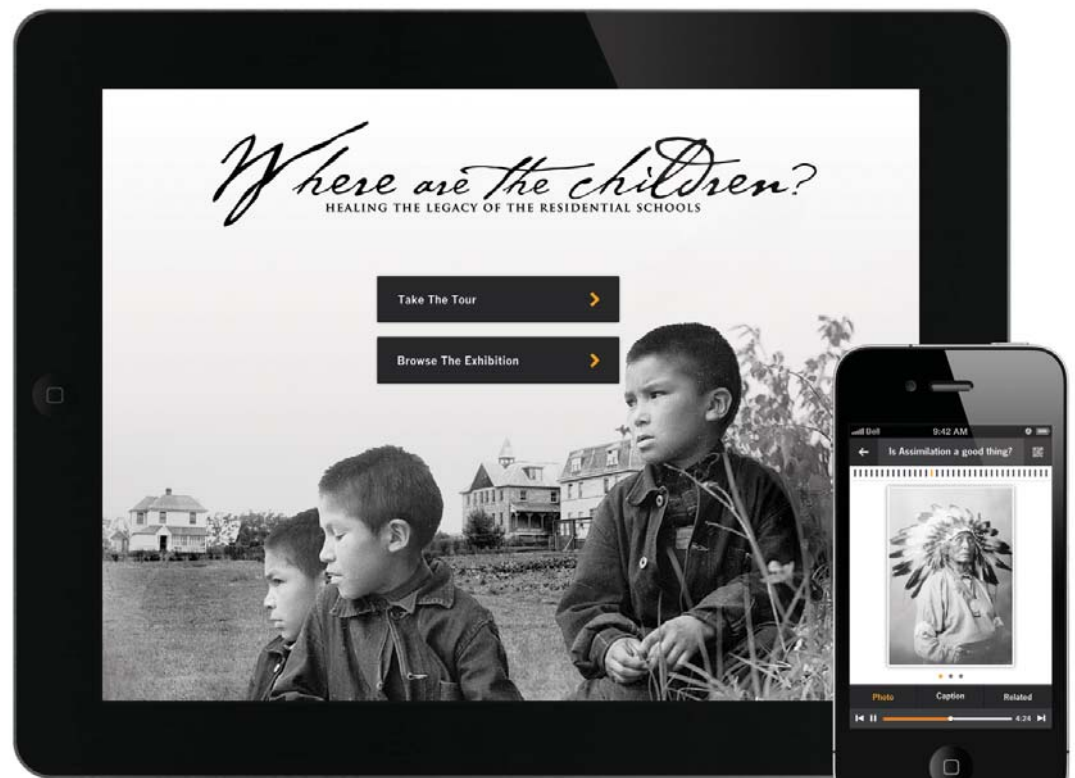 Where are the children?
HEALING THE LEGACY OF THE RESIDENTIAL SCHOOLS
Take The Tour
Browse The Exhibition
Bell 9:42 AM
Is Assimilation a good thing?
Photo Caption Related
4:24